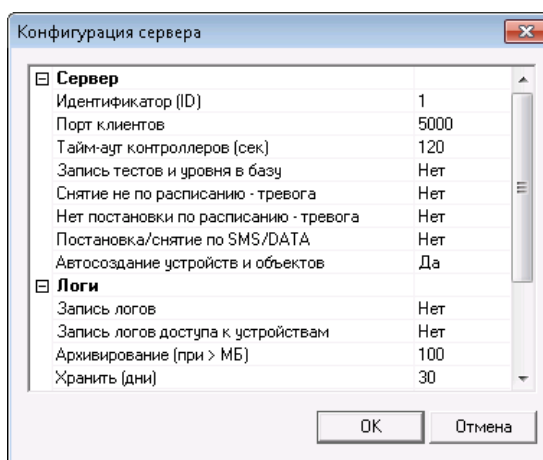 Конфигурация сервера
Сервер
Идентификатор (ID) 1
Порт клиентов 5000
Тайм-аут контроллеров (сек) 120
Запись тестов и уровня в базу Нет
Снятие не по расписанию - тревога Нет
Нет постановки по расписанию - тревога Нет
Постановка/снятие по SMS/DATA Нет
Автосоздание устройств и объектов Да
Логи
Запись логов Нет
Запись логов доступа к устройствам Нет
Архивирование (при > МБ) 100
Хранить (дни) 30
OK Отмена